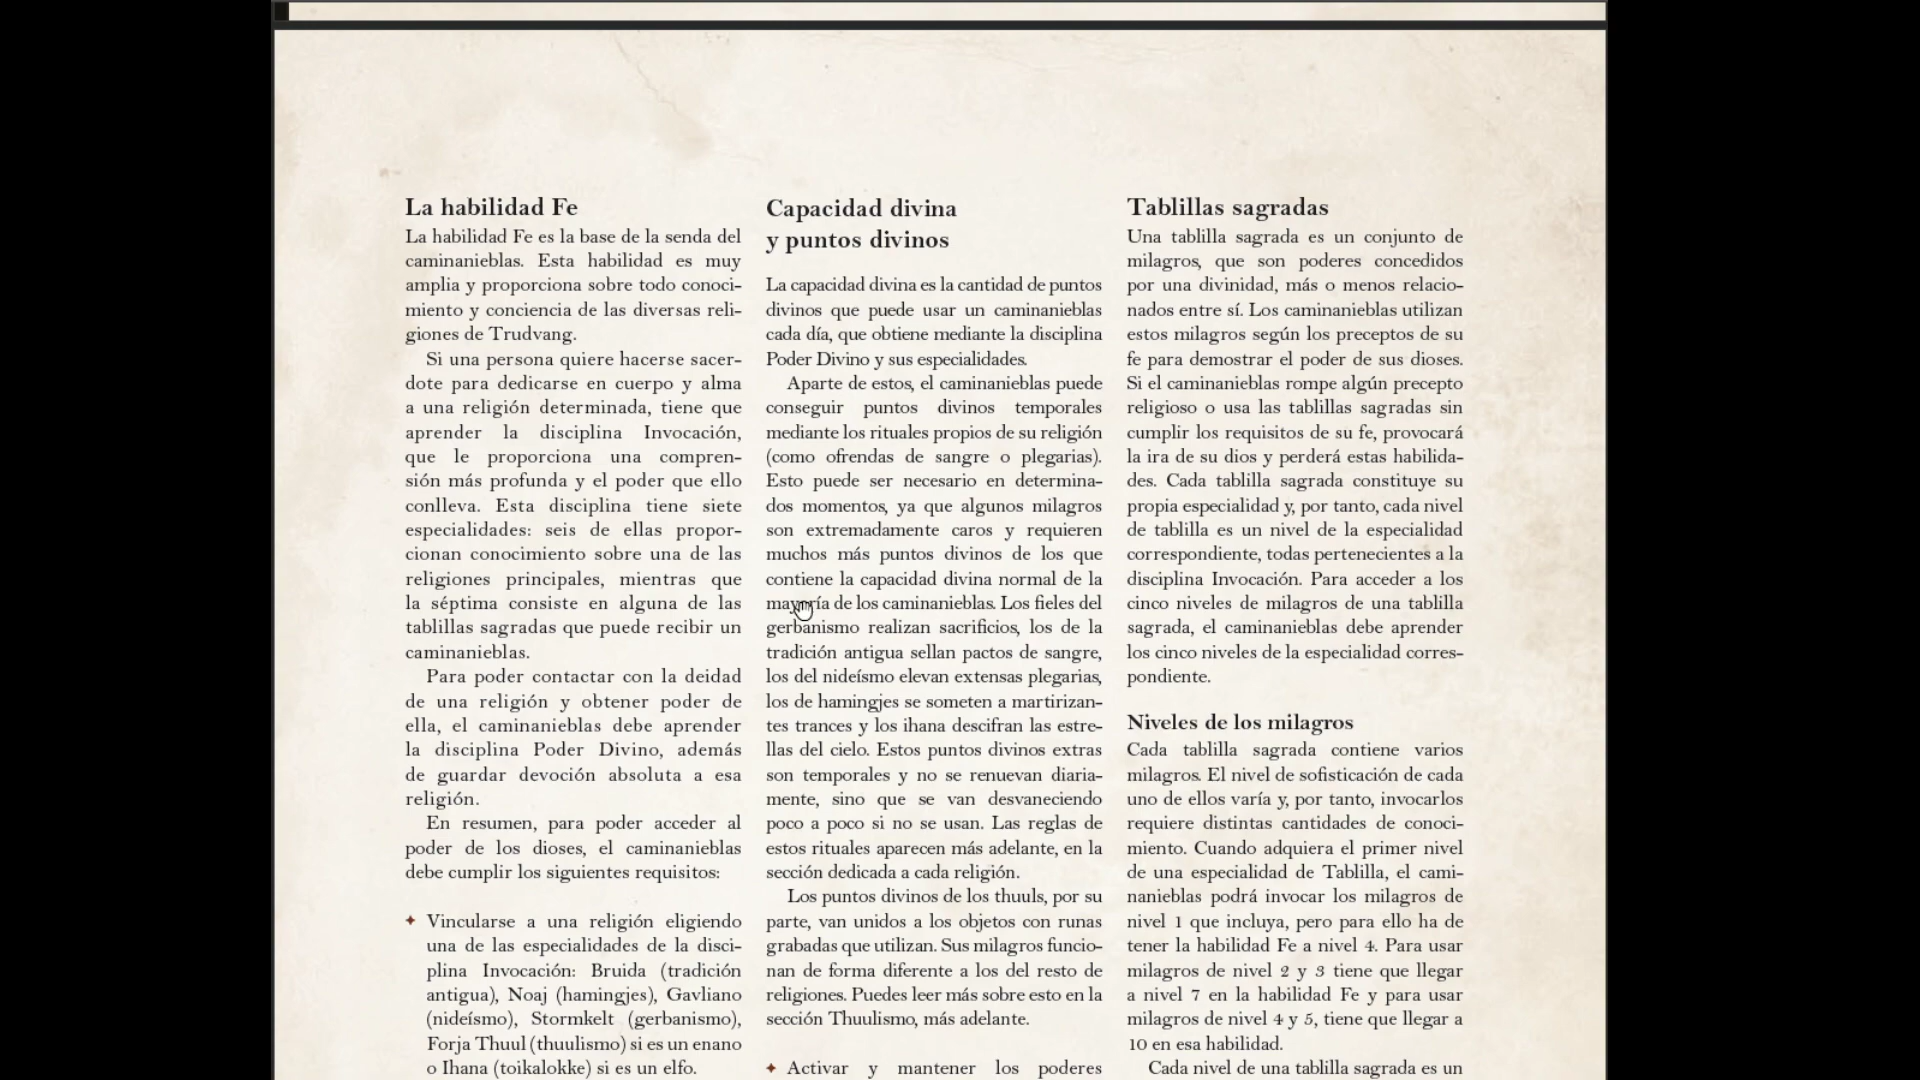 La habilidad Fe
La habilidad Fe es la base de la senda del
caminanieblas. Esta habilidad es muy
amplia y proporciona sobre todo conoci-
miento y conciencia de las diversas reli-
giones de Trudvang.
Si una persona quiere hacerse sacer-
dote para dedicarse en cuerpo y alma
a una religión determinada, tiene que
aprender la disciplina Invocación,
que le proporciona una compren-
sión más profunda y el poder que ello
conlleva. Esta disciplina tiene siete
especialidades: seis de ellas propor-
cionan conocimiento sobre una de las
religiones principales, mientras que
la séptima consiste en alguna de las
tablillas sagradas que puede recibir un
caminanieblas.
Para poder contactar con la deidad
de una religión y obtener poder de
ella, el caminanieblas debe aprender
la disciplina Poder Divino, además
de guardar devoción absoluta a esa
religión.
En resumen, para poder acceder al
poder de los dioses, el caminanieblas
debe cumplir los siguientes requisitos:
Vincularse a una religión eligiendo
una de las especialidades de la disci-
plina Invocación: Bruida (tradición
antigua), Noaj (hamingjes), Gavliano
(nideísmo), Stormkelt (gerbanismo),
Forja Thuul (thuulismo) si es un enano
o Ihana (toikalokke) si es un elfo.
Capacidad divina
y puntos divinos
La capacidad divina es la cantidad de puntos
divinos que puede usar un caminanieblas
cada día, que obtiene mediante la disciplina
Poder Divino y sus especialidades.
Aparte de estos, el caminanieblas puede
conseguir puntos divinos temporales
mediante los rituales propios de su religión
(como ofrendas de sangre o plegarias).
Esto puede ser necesario en determina-
dos momentos, ya que algunos milagros
son extremadamente caros y requieren
muchos más puntos divinos de los que
contiene la capacidad divina normal de la
mayoría de los caminanieblas. Los fieles del
gerbanismo realizan sacrificios, los de la
tradición antigua sellan pactos de sangre,
los del nideísmo elevan extensas plegarias,
los de hamingjes se someten a martirizan-
tes trances y los ihana descifran las estre-
llas del cielo. Estos puntos divinos extras
son temporales y no se renuevan diaria-
mente, sino que se van desvaneciendo
poco a poco si no se usan. Las reglas de
estos rituales aparecen más adelante, en la
sección dedicada a cada religión.
Los puntos divinos de los thuuls, por su
parte, van unidos a los objetos con runas
grabadas que utilizan. Sus milagros funcio-
nan de forma diferente a los del resto de
religiones. Puedes leer más sobre esto en la
sección Thuulismo, más adelante.
Activar y mantener los poderes
Tablillas sagradas
Una tablilla sagrada es un conjunto de
milagros, que son poderes concedidos
por una divinidad, más o menos relacio-
nados entre sí. Los caminanieblas utilizan
estos milagros según los preceptos de su
fe para demostrar el poder de sus dioses.
Si el caminanieblas rompe algún precepto
religioso o usa las tablillas sagradas sin
cumplir los requisitos de su fe, provocará
la ira de su dios y perderá estas habilida-
des. Cada tablilla sagrada constituye su
propia especialidad y, por tanto, cada nivel
de tablilla es un nivel de la especialidad
correspondiente, todas pertenecientes a la
disciplina Invocación. Para acceder a los
cinco niveles de milagros de una tablilla
sagrada, el caminanieblas debe aprender
los cinco niveles de la especialidad corres-
pondiente.
Niveles de los milagros
Cada tablilla sagrada contiene varios
milagros. El nivel de sofisticación de cada
uno de ellos varía y, por tanto, invocarlos
requiere distintas cantidades de conoci-
miento. Cuando adquiera el primer nivel
de una especialidad de Tablilla, el cami-
nanieblas podrá invocar los milagros de
nivel 1 que incluya, pero para ello ha de
tener la habilidad Fe a nivel 4. Para usar
milagros de nivel 2 y 3 tiene que llegar
a nivel 7 en la habilidad Fe y para usar
milagros de nivel 4 y 5, tiene que llegar a
10 en esa habilidad.
Cada nivel de una tablilla sagrada es un